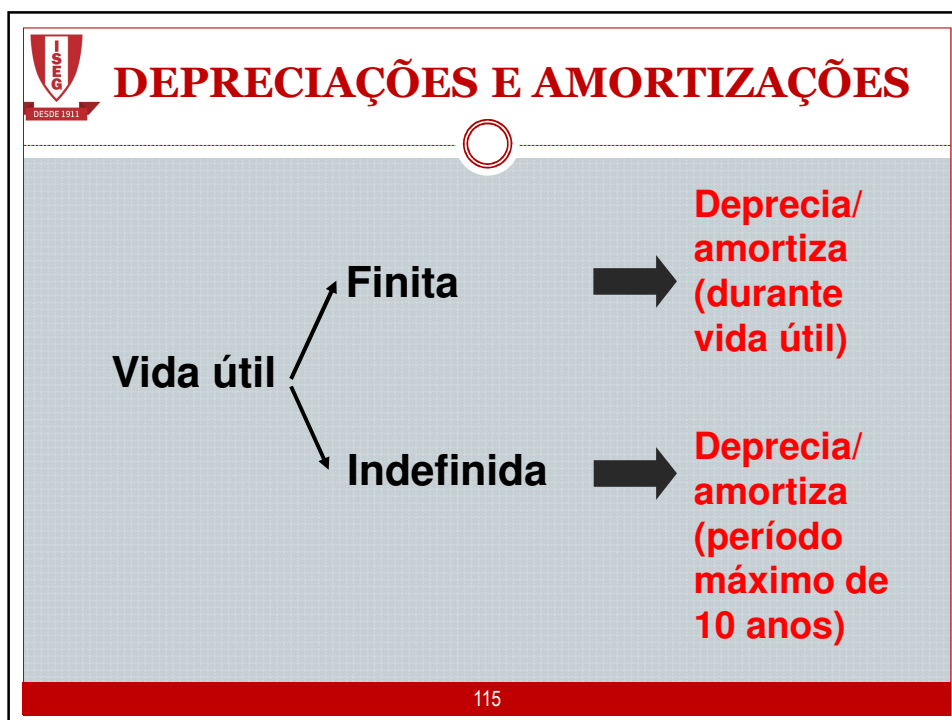 ISEG
DESDE 1911
DEPRECIAÇÕES E AMORTIZAÇÕES
Vida útil
Finita
Deprecia/
amortiza
(durante
vida útil)
Indefinida
Deprecia/
amortiza
(período
máximo de
10 anos)
115